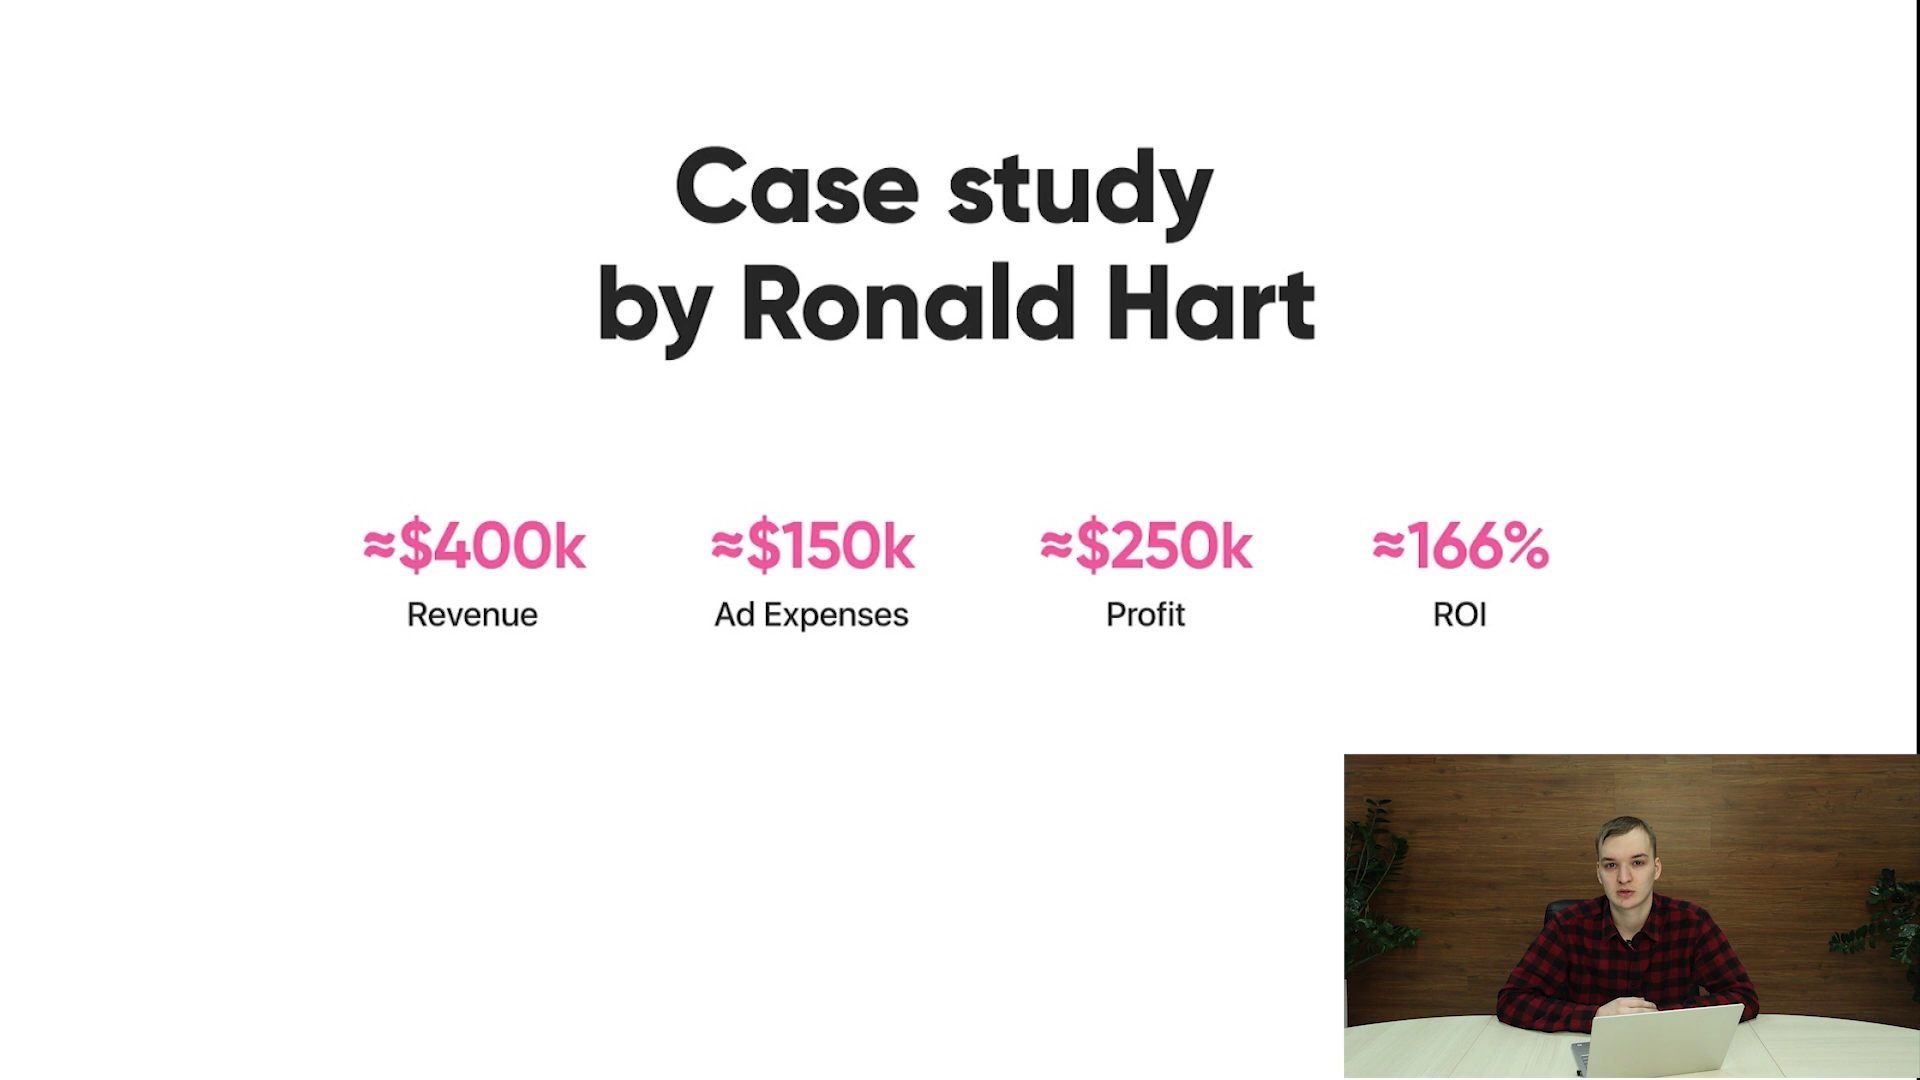 Case study
by Ronald Hart
≈$400k
Revenue
≈$150k
Ad Expenses
≈$250k
Profit
≈166%
ROI